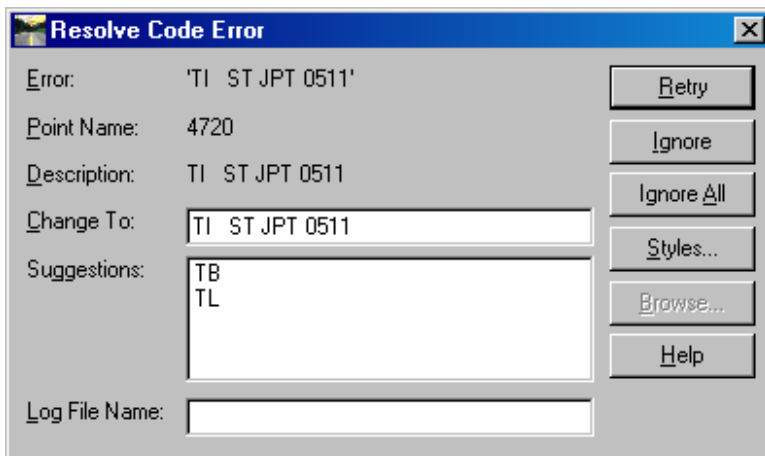 Resolve Code Error
Error: 'TI   ST JPT 0511'
Retry
Point Name: 4720
Ignore
Description: TI   ST JPT 0511
Ignore All
Change To: TI   ST JPT 0511
Styles...
Suggestions: TB
TL
Browse...
Help
Log File Name: